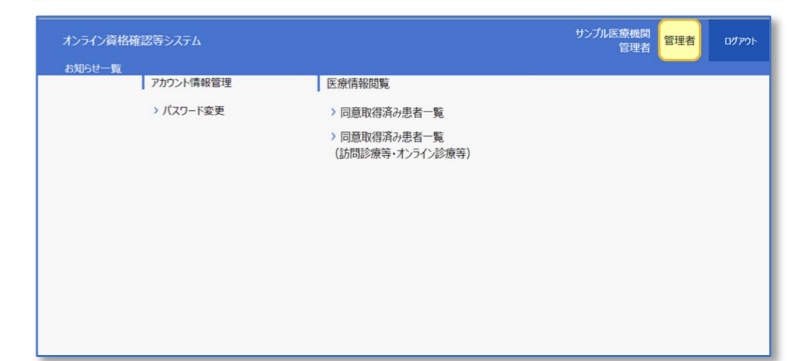 オンライン資格確認等システム
サンプル医療機関
管理者
管理者
ログアウト
お知らせ一覧
アカウント情報管理
医療情報閲覧
> パスワード変更
> 同意取得済み患者一覧
> 同意取得済み患者一覧
(訪問診療等・オンライン診療等)